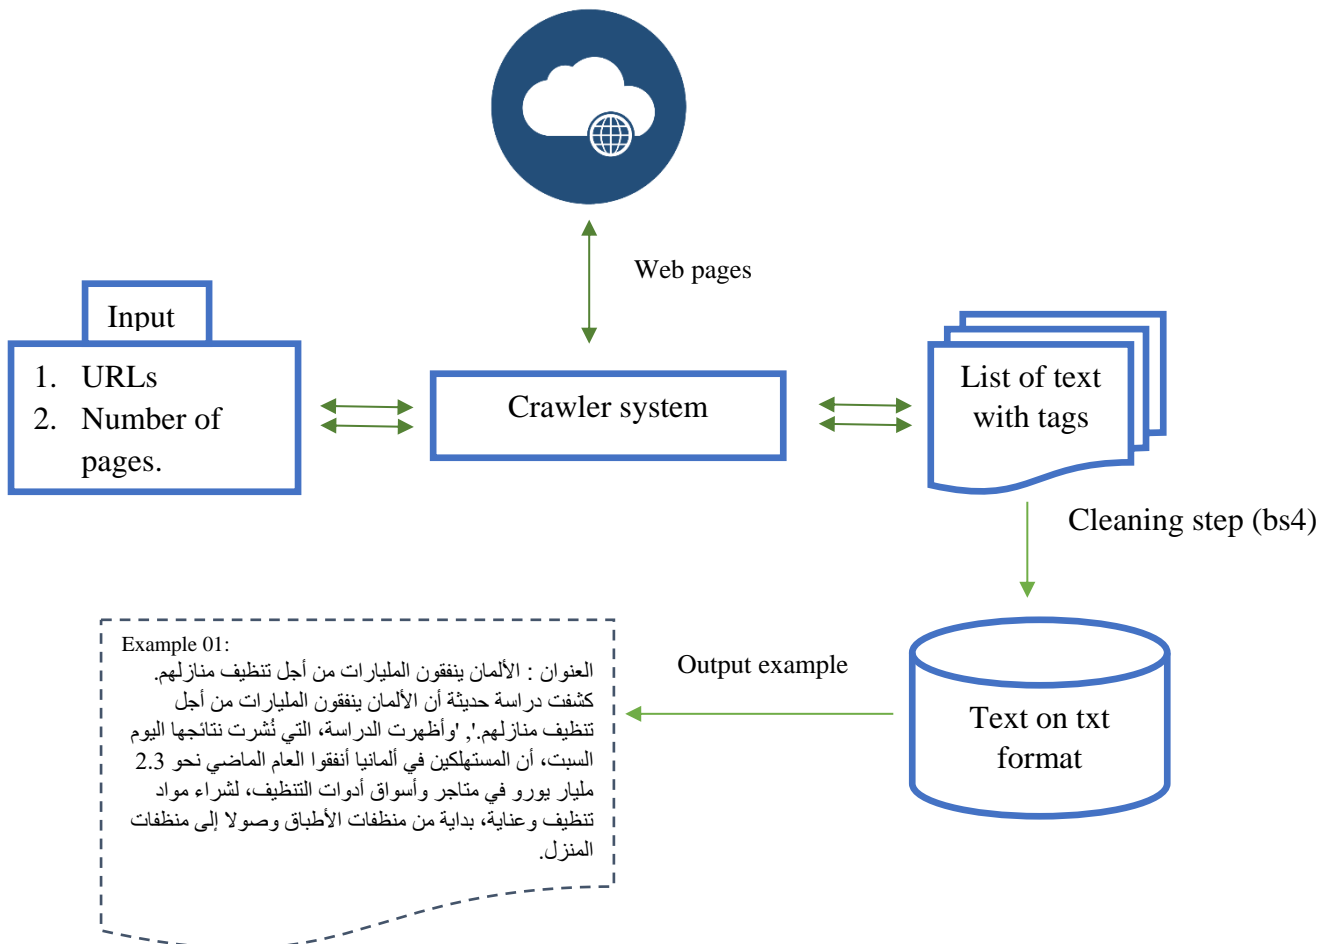 Web pages
Input
1. URLs
2. Number of
pages.
Crawler system
List of text
with tags
Cleaning step (bs4)
Text on txt
format
Output example
Example 01:
العنوان : الألمان ينفقون المليارات من أجل تنظيف منازلهم.
كشفت دراسة حديثة أن الألمان ينفقون المليارات من أجل
تنظيف منازلهم.', 'وأظهرت الدراسة، التي نُشرت نتائجها اليوم
السبت، أن المستهلكين في ألمانيا أنفقوا العام الماضي نحو 2.3
مليار يورو في متاجر وأسواق أدوات التنظيف، لشراء مواد
تنظيف وعناية، بداية من منظفات الأطباق وصولا إلى منظفات
المنزل.